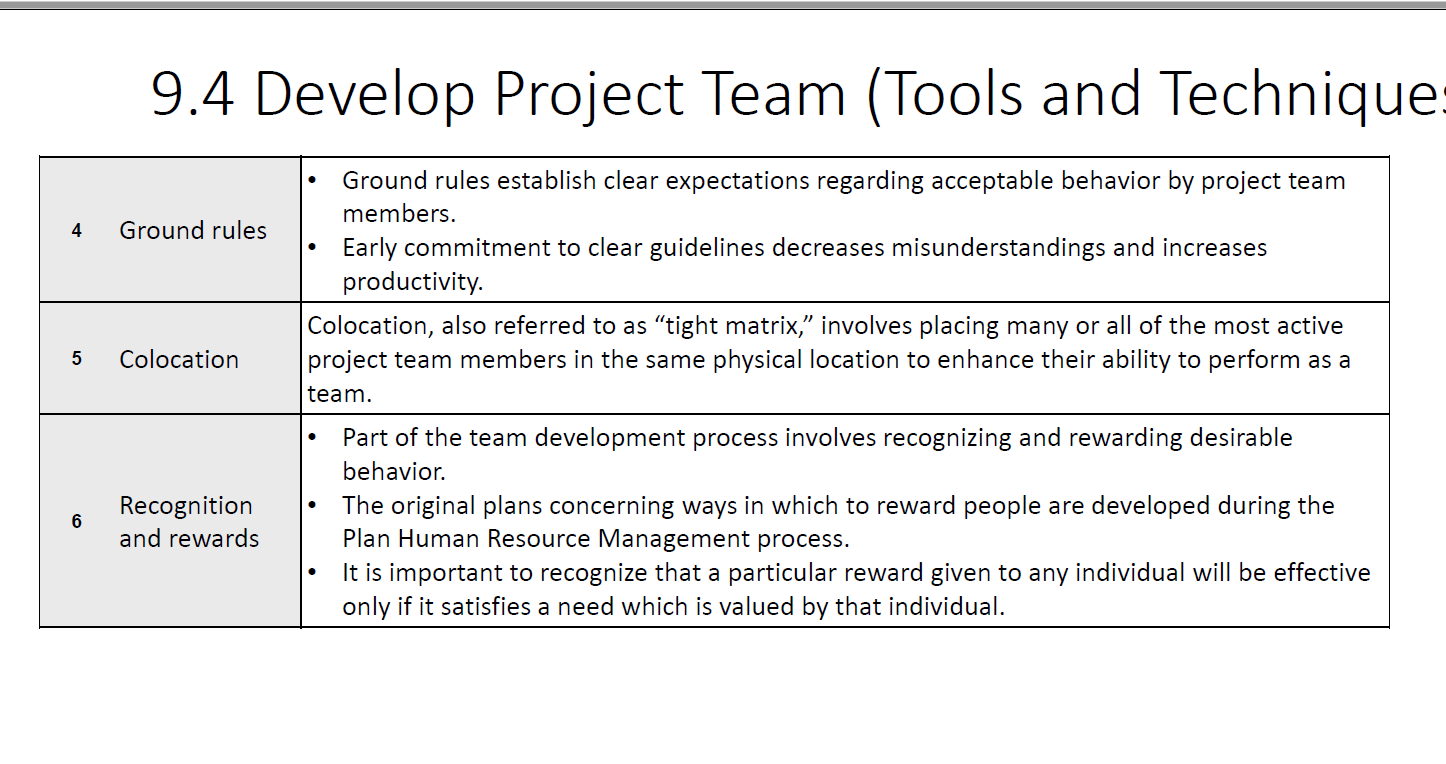 9.4 Develop Project Team (Tools and Techniques
4 Ground rules
• Ground rules establish clear expectations regarding acceptable behavior by project team
members.
• Early commitment to clear guidelines decreases misunderstandings and increases
productivity.
5 Colocation
Colocation, also referred to as “tight matrix,” involves placing many or all of the most active
project team members in the same physical location to enhance their ability to perform as a
team.
6 Recognition
and rewards
• Part of the team development process involves recognizing and rewarding desirable
behavior.
• The original plans concerning ways in which to reward people are developed during the
Plan Human Resource Management process.
• It is important to recognize that a particular reward given to any individual will be effective
only if it satisfies a need which is valued by that individual.